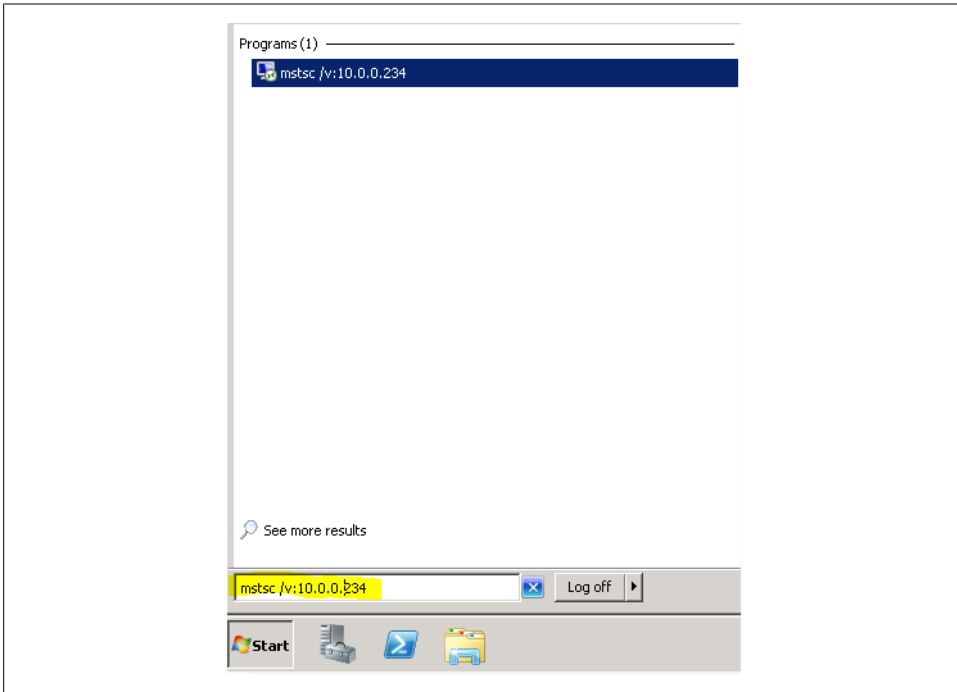 Programs (1)
mstsc /v:10.0.0.234
See more results
mstsc /v:10.0.0.234
Log off
Start